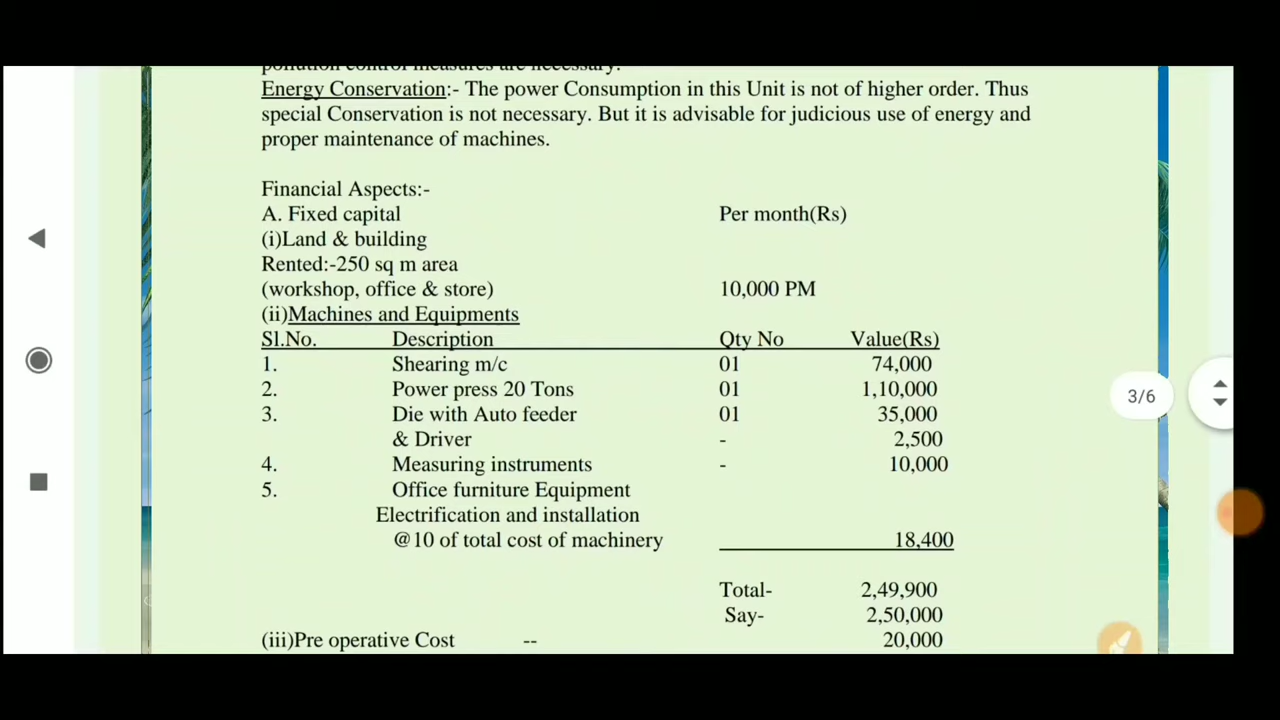 pollution control measures are necessary.
Energy Conservation:- The power Consumption in this Unit is not of higher order. Thus
special Conservation is not necessary. But it is advisable for judicious use of energy and
proper maintenance of machines.
Financial Aspects:-
A. Fixed capital Per month(Rs)
(i)Land & building
Rented:-250 sq m area
(workshop, office & store) 10,000 PM
(ii)Machines and Equipments
Sl.No. Description Qty No Value(Rs)
1. Shearing m/c 01 74,000
2. Power press 20 Tons 01 1,10,000
3. Die with Auto feeder 01 35,000
& Driver - 2,500
4. Measuring instruments - 10,000
5. Office furniture Equipment
Electrification and installation
@10 of total cost of machinery 18,400
Total- 2,49,900
Say- 2,50,000
(iii)Pre operative Cost -- 20,000
3/6